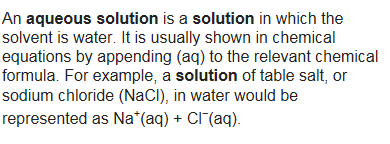 An aqueous solution is a solution in which the
solvent is water. It is usually shown in chemical
equations by appending (aq) to the relevant chemical
formula. For example, a solution of table salt, or
sodium chloride (NaCl), in water would be
represented as Na⁺(aq) + Cl⁻(aq).